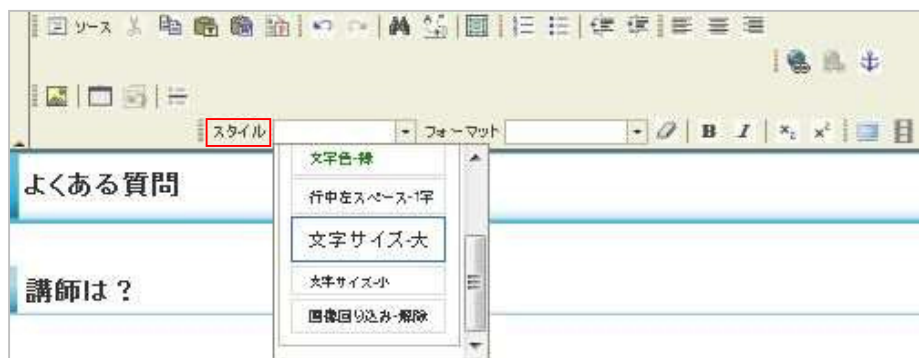 ソース
スタイル フォーマット B I ×₂ ×²
文字色-緑
よくある質問
行中左スペース-1字
文字サイズ-大
文字サイズ-小
講師は？
画像回り込み-解除